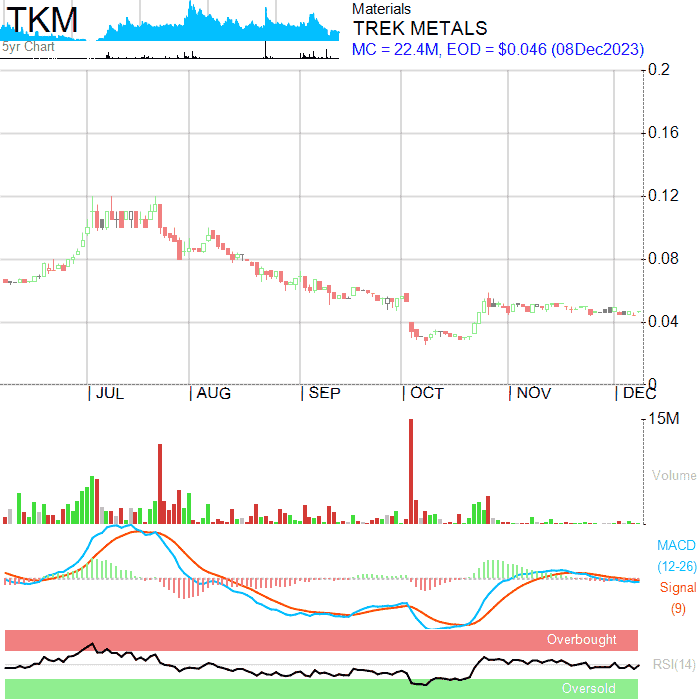 TKM
5yr Chart
Materials
TREK METALS
MC = 22.4M, EOD = $0.046 (08Dec2023)
0.2
0.16
0.12
0.08
0.04
0
| JUL | AUG | SEP | OCT | NOV | DEC
15M
Volume
MACD
(12-26)
Signal
(9)
Overbought
RSI(14)
Oversold